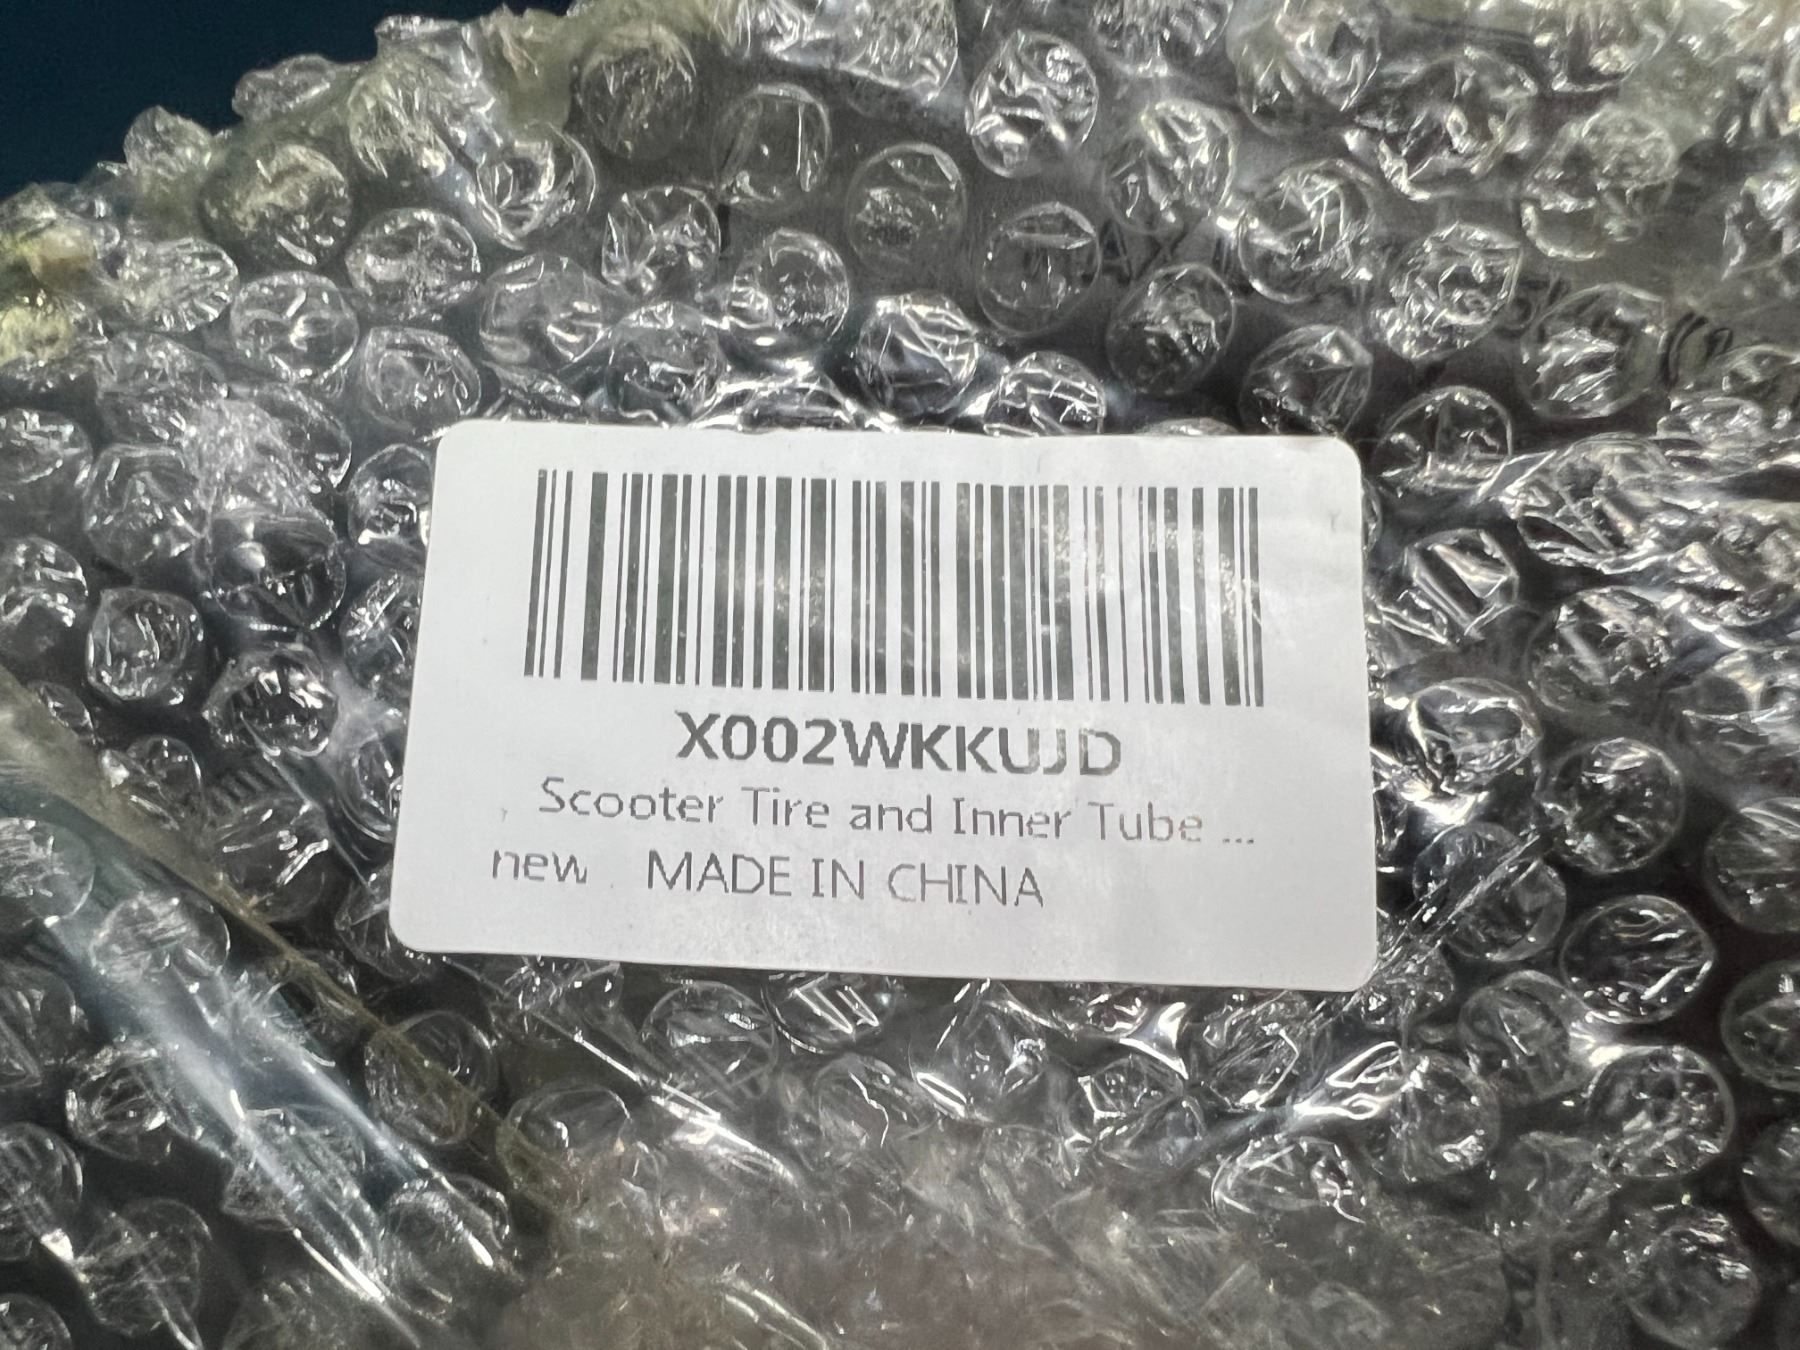 X002WKKUJD
Scooter Tire and Inner Tube ...
new MADE IN CHINA